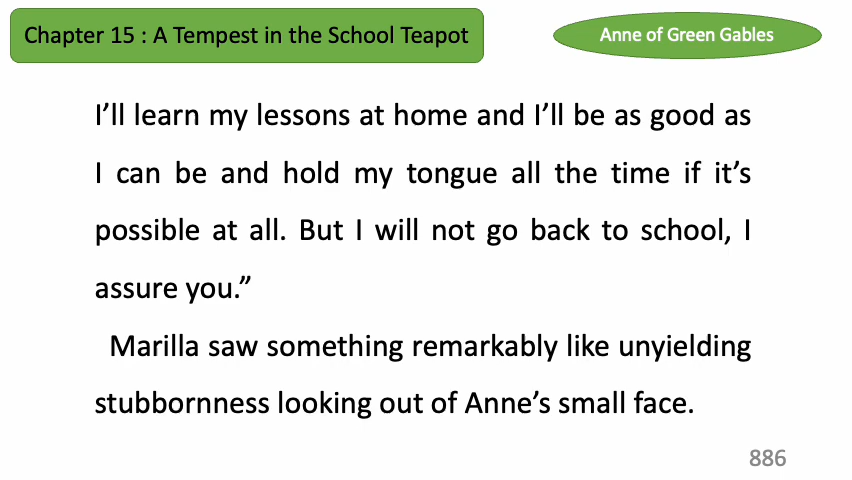 Chapter 15 : A Tempest in the School Teapot
Anne of Green Gables
I’ll learn my lessons at home and I’ll be as good as
I can be and hold my tongue all the time if it’s
possible at all. But I will not go back to school, I
assure you.”
Marilla saw something remarkably like unyielding
stubbornness looking out of Anne’s small face.
886